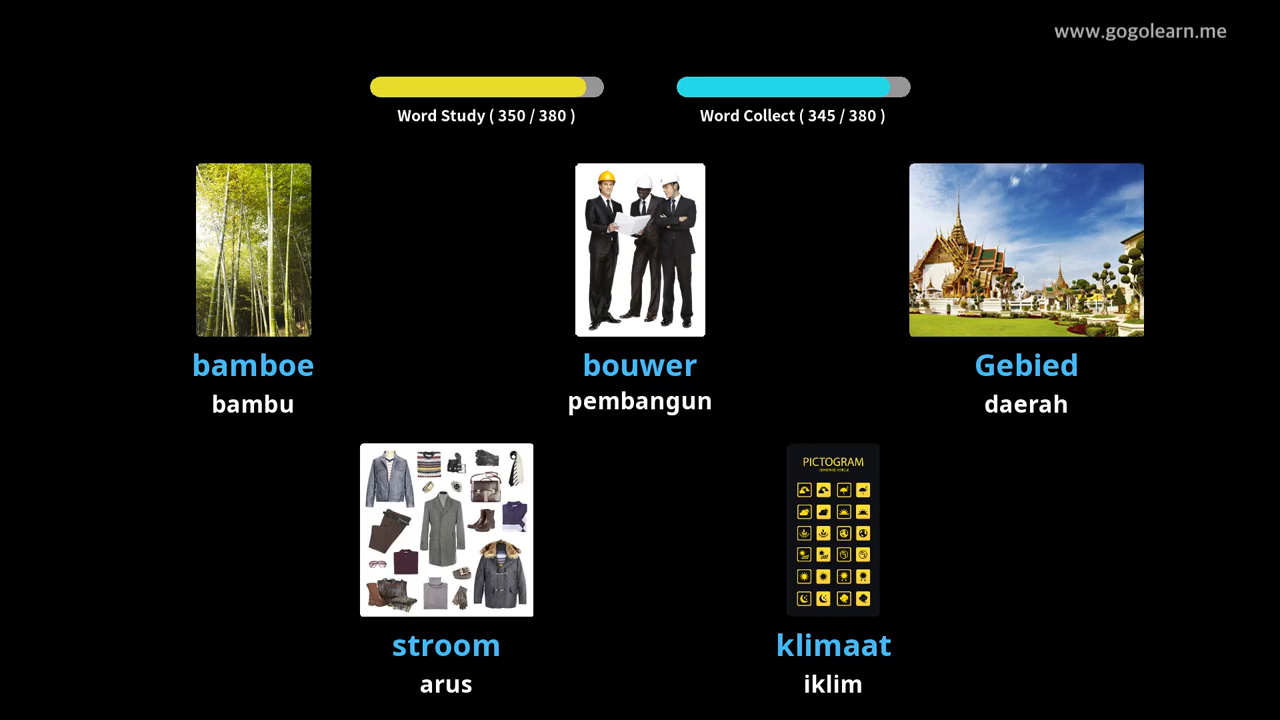 www.gogolearn.me
Word Study ( 350 / 380 )
Word Collect ( 345 / 380 )
bamboe
bambu
bouwer
pembangun
Gebied
daerah
PICTOGRAM
stroom
arus
klimaat
iklim